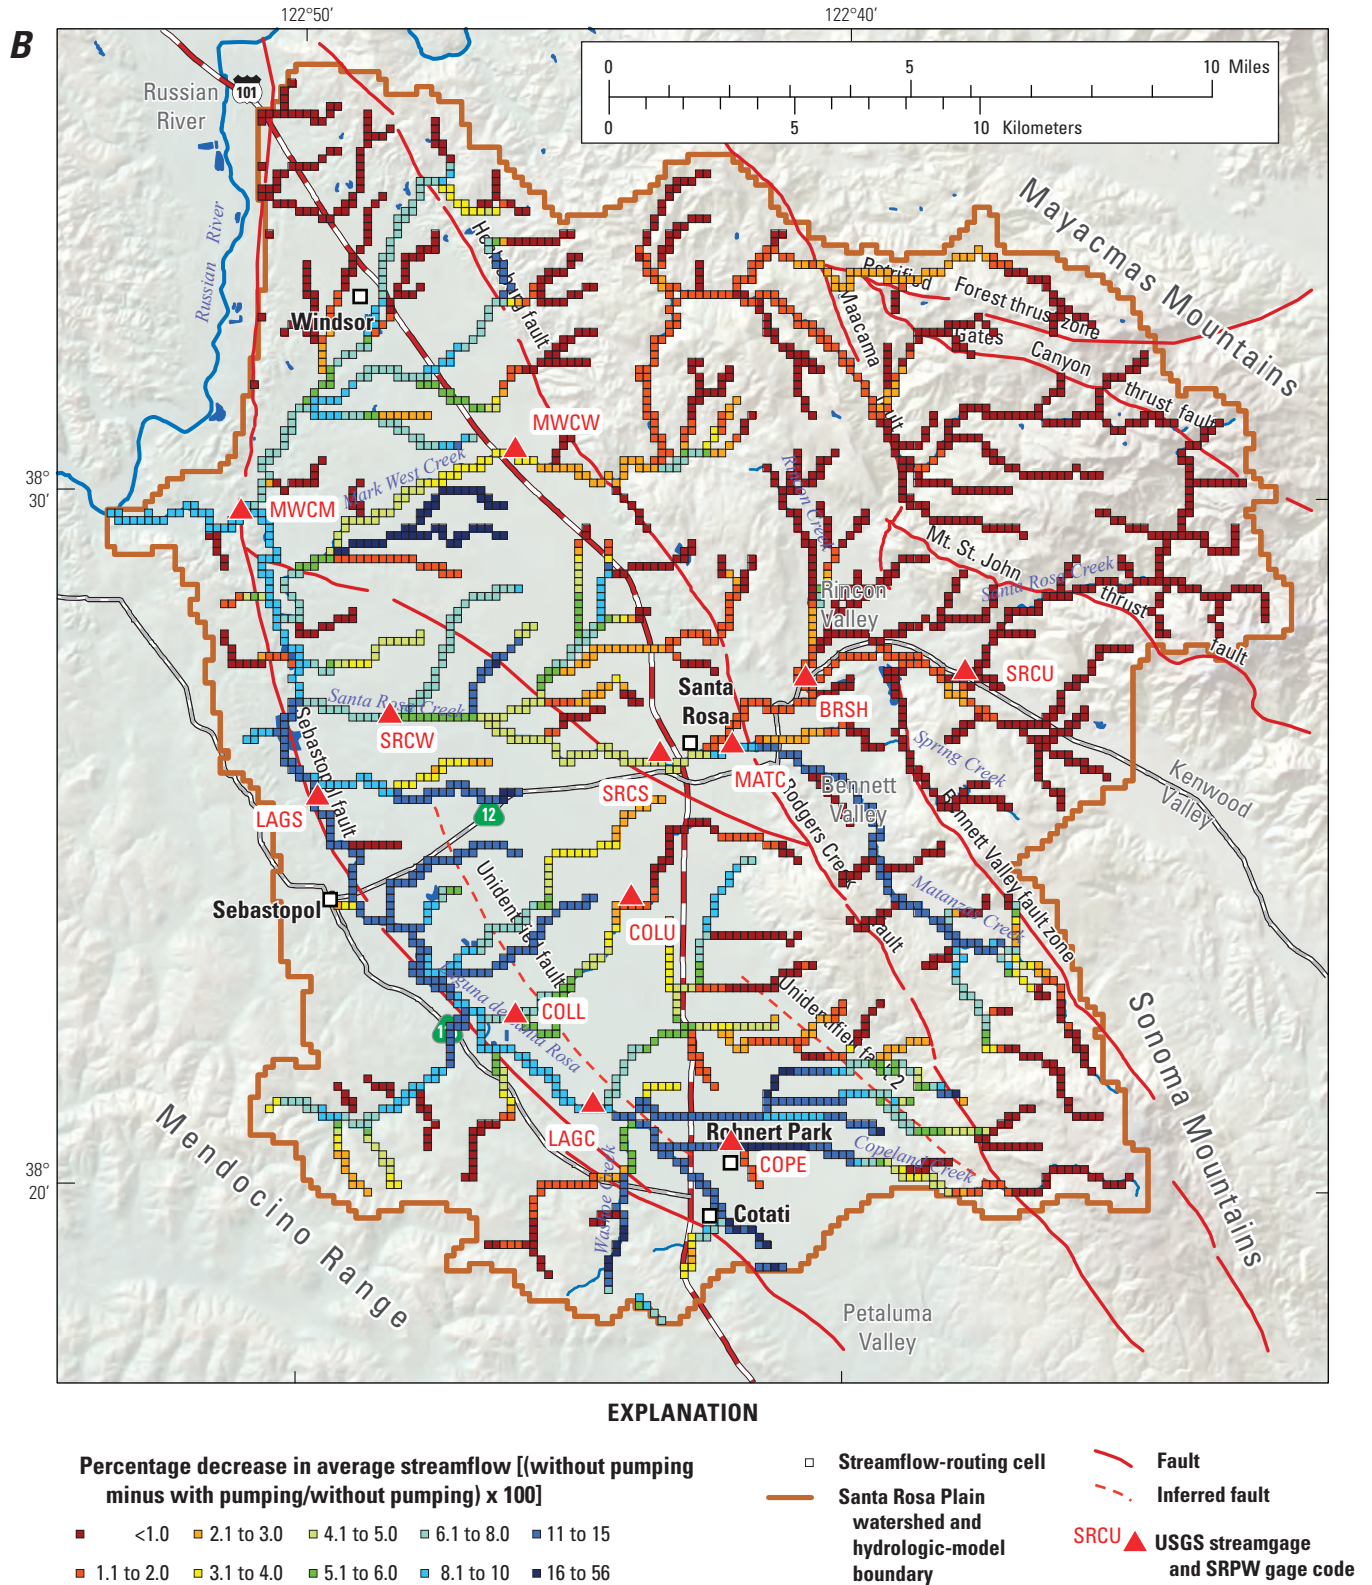 B
122°50′
122°40′
0 5 10 Miles
0 5 10 Kilometers
Russian
River
101
Russian River
Mayacmas Mountains
Healdsburg fault
Petrified Forest thrust zone
Maacama fault
Gates Canyon thrust fault
Windsor
MWCW
Mark West Creek
MWCM
38°
30′
Rincon Creek
Mt. St. John thrust fault
Santa Rosa Creek
Rincon
Valley
SRCU
Santa
Rosa
BRSH
Santa Rosa Creek
SRCW
Sebastopol fault
Spring Creek
Kenwood
Valley
MATC
SRCS
Bennett
Valley
LAGS
12
Rodgers Creek fault
Bennett Valley fault zone
Unidentified fault
Matanzas Creek
Sebastopol
COLU
Laguna de Santa Rosa
COLL
Unidentified fault 2
Sonoma Mountains
Mendocino Range
LAGC
Rohnert Park
COPE
Copeland Creek
38°
20′
Washoe Creek
Cotati
Petaluma
Valley
EXPLANATION
Percentage decrease in average streamflow [(without pumping
minus with pumping/without pumping) x 100]
<1.0
2.1 to 3.0
4.1 to 5.0
6.1 to 8.0
11 to 15
1.1 to 2.0
3.1 to 4.0
5.1 to 6.0
8.1 to 10
16 to 56
Streamflow-routing cell
Santa Rosa Plain
watershed and
hydrologic-model
boundary
Fault
Inferred fault
SRCU USGS streamgage
and SRPW gage code